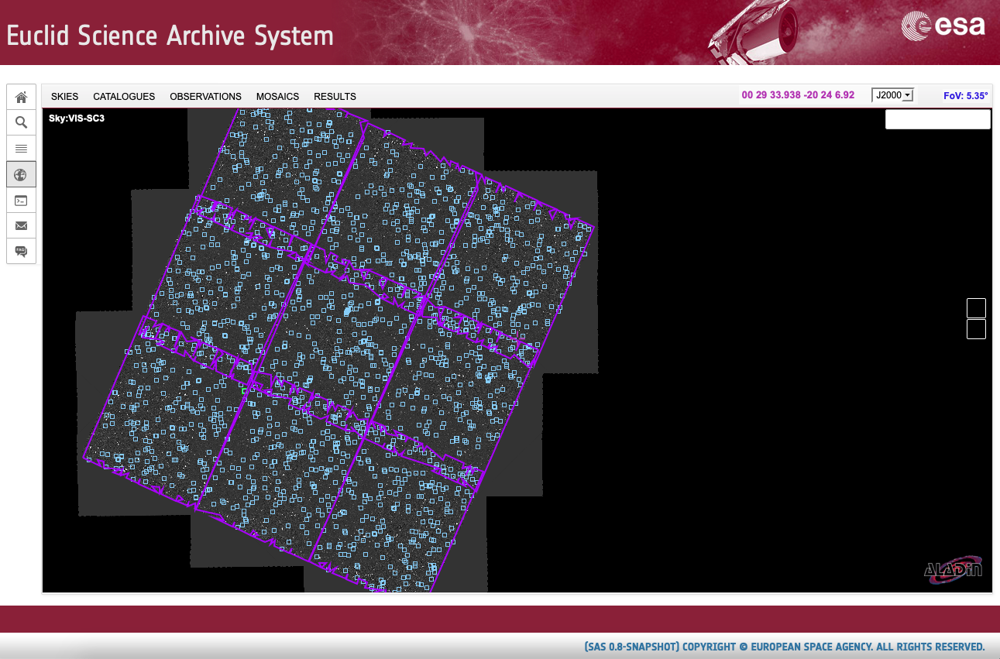 Euclid Science Archive System
esa
SKIES CATALOGUES OBSERVATIONS MOSAICS RESULTS 00 29 33.938 -20 24 6.92 J2000 FoV: 5.35°
Sky:VIS-SC3
FAQ
ALADIN
(SAS 0.8-SNAPSHOT) COPYRIGHT © EUROPEAN SPACE AGENCY. ALL RIGHTS RESERVED.